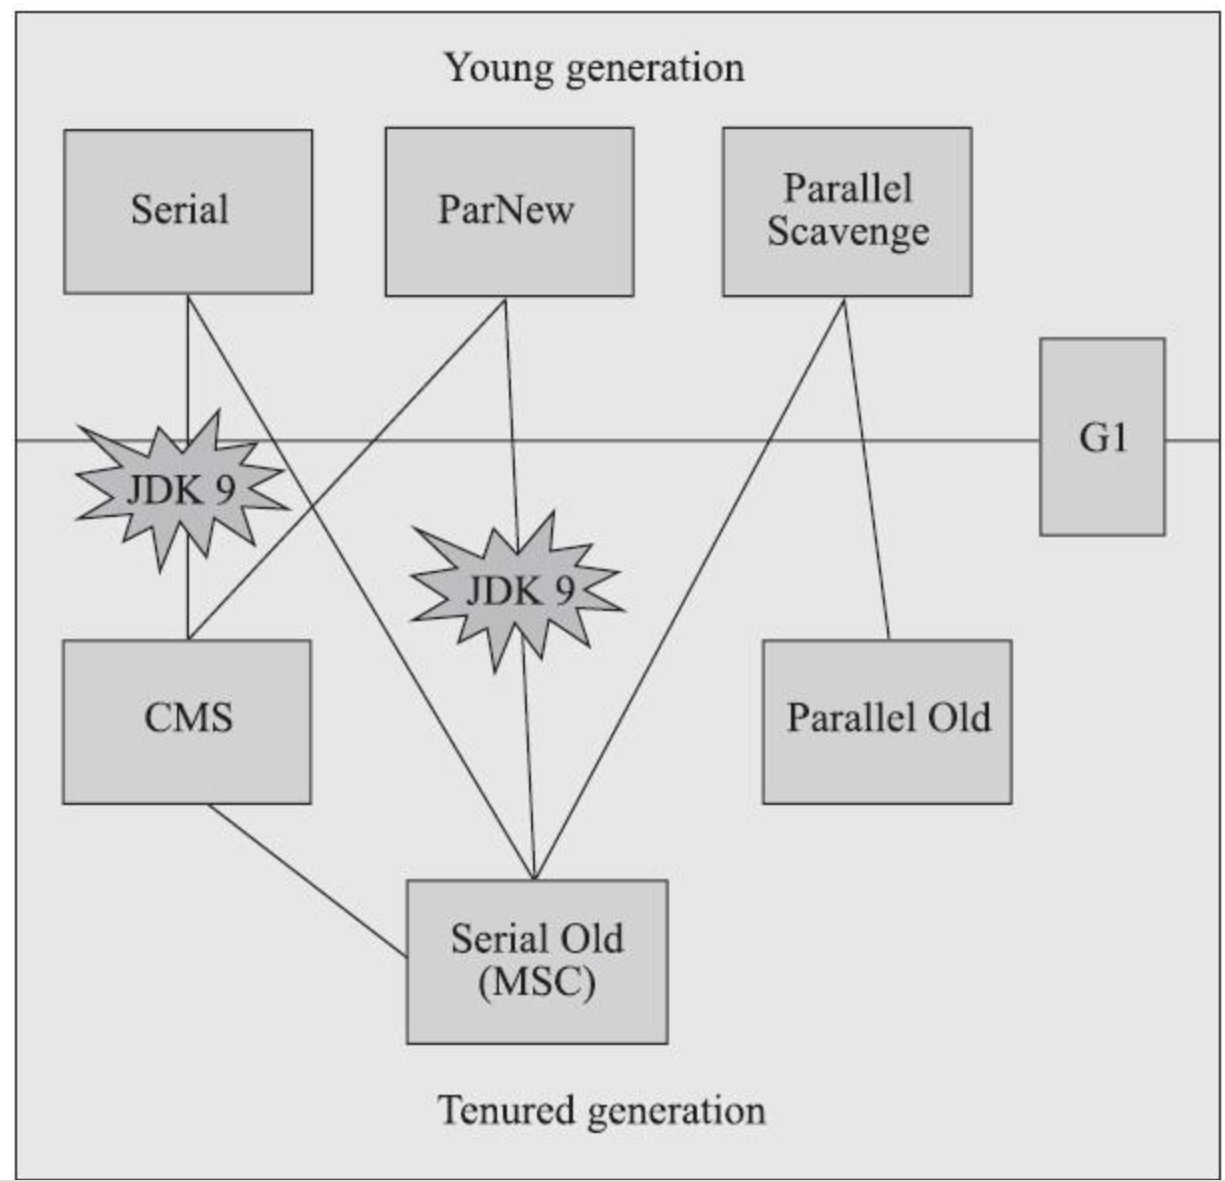 Young generation
Serial
ParNew
Parallel
Scavenge
G1
JDK 9
JDK 9
CMS
Parallel Old
Serial Old
(MSC)
Tenured generation